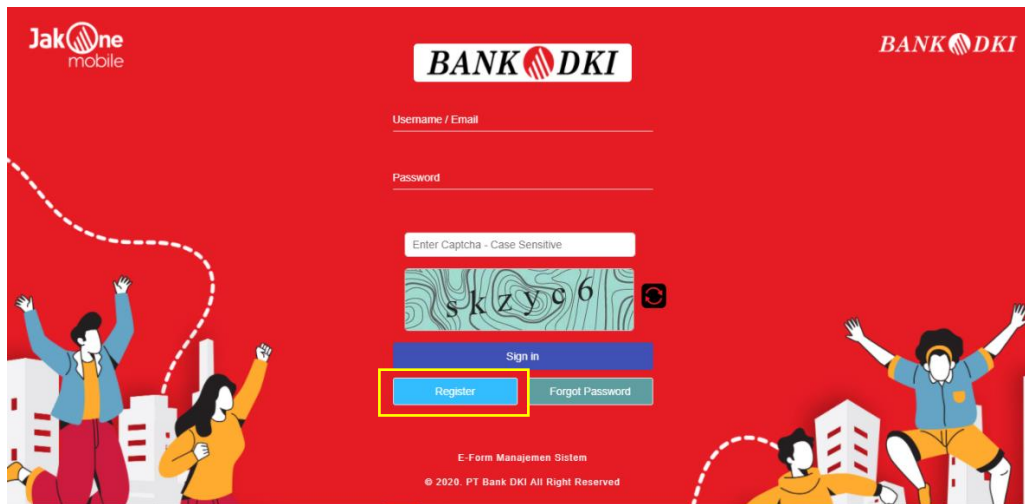 JakOne
mobile
BANK DKI
BANK DKI
Username / Email
Password
Enter Captcha - Case Sensitive
skzyc6
Sign in
Register
Forgot Password
E-Form Manajemen Sistem
© 2020. PT Bank DKI All Right Reserved